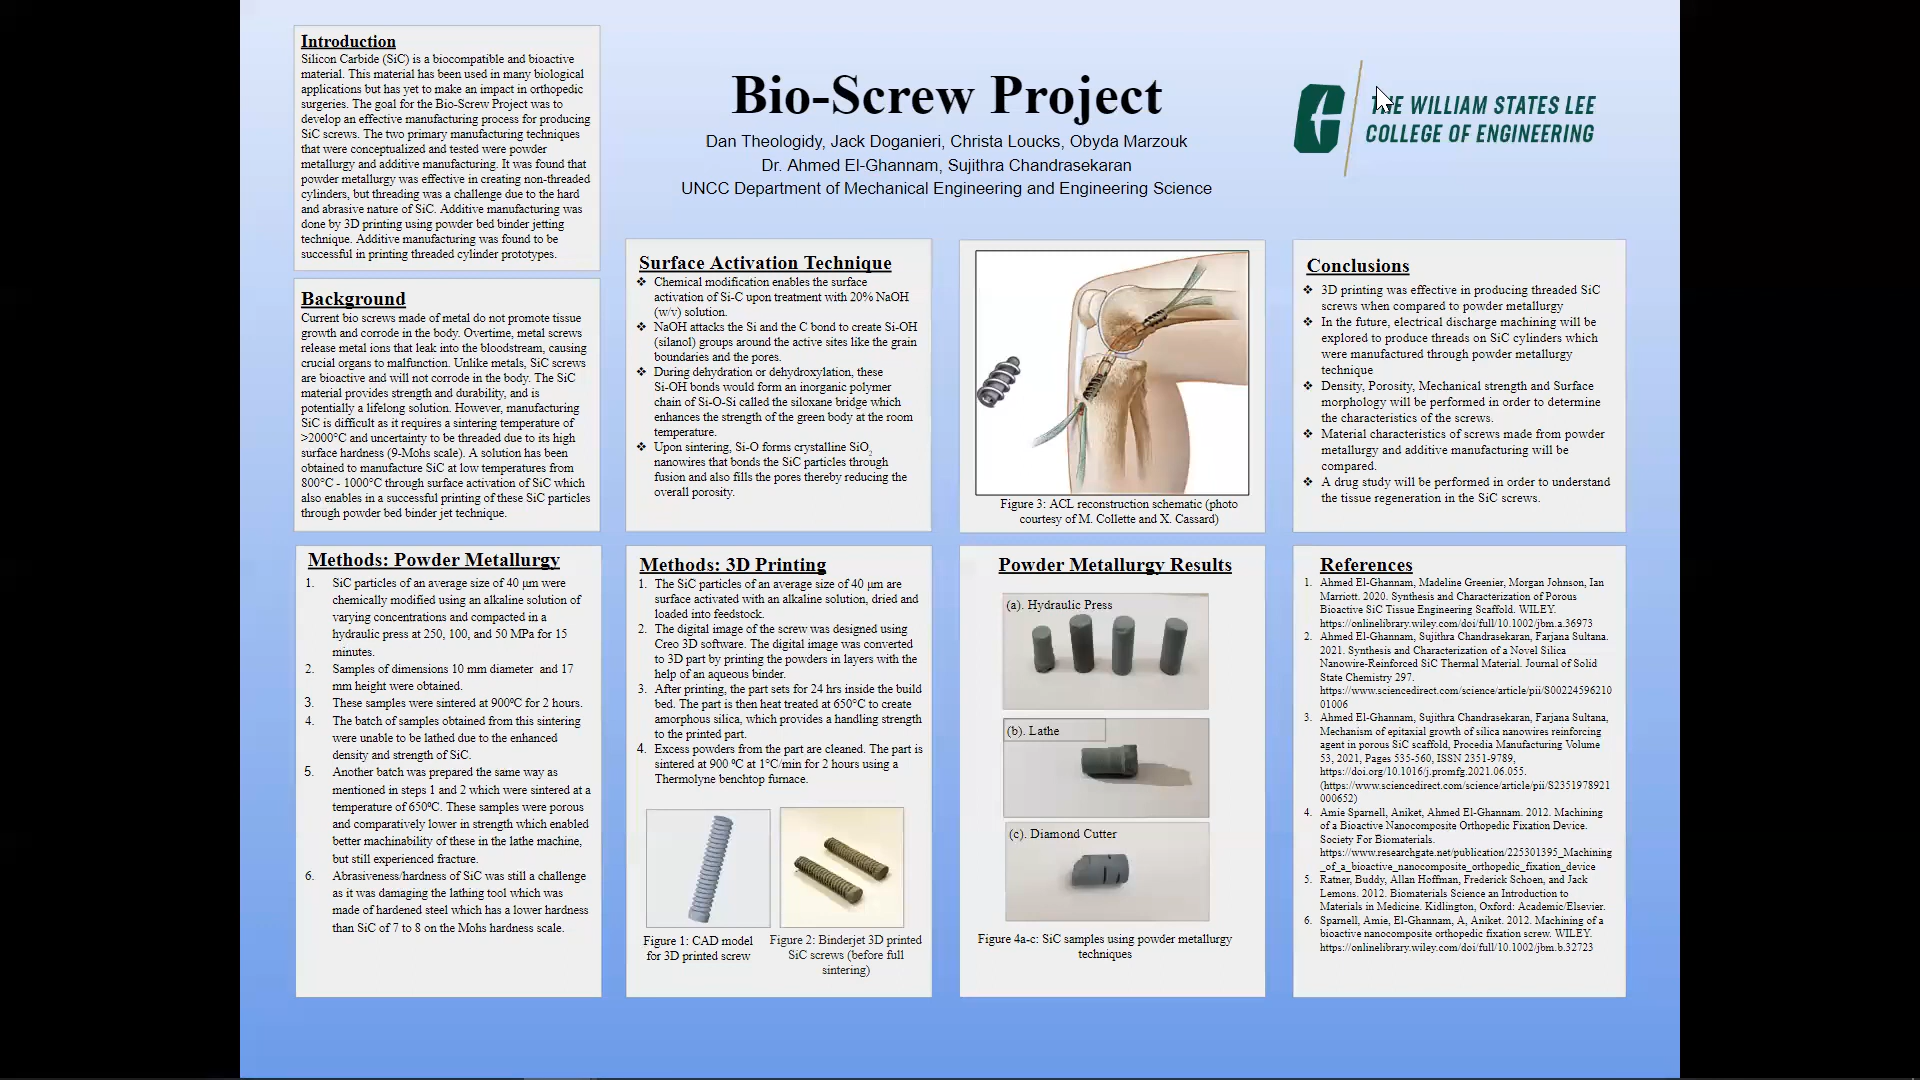 Introduction
Silicon Carbide (SiC) is a biocompatible and bioactive
material. This material has been used in many biological
applications but has yet to make an impact in orthopedic
surgeries. The goal for the Bio-Screw Project was to
develop an effective manufacturing process for producing
SiC screws. The two primary manufacturing techniques
that were conceptualized and tested were powder
metallurgy and additive manufacturing. It was found that
powder metallurgy was effective in creating non-threaded
cylinders, but threading was a challenge due to the hard
and abrasive nature of SiC. Additive manufacturing was
done by 3D printing using powder bed binder jetting
technique. Additive manufacturing was found to be
successful in printing threaded cylinder prototypes.
Bio-Screw Project
Dan Theologidy, Jack Doganieri, Christa Loucks, Obyda Marzouk
Dr. Ahmed El-Ghannam, Sujithra Chandrasekaran
UNCC Department of Mechanical Engineering and Engineering Science
THE WILLIAM STATES LEE
COLLEGE OF ENGINEERING
Background
Current bio screws made of metal do not promote tissue
growth and corrode in the body. Overtime, metal screws
release metal ions that leak into the bloodstream, causing
crucial organs to malfunction. Unlike metals, SiC screws
are bioactive and will not corrode in the body. The SiC
material provides strength and durability, and is
potentially a lifelong solution. However, manufacturing
SiC is difficult as it requires a sintering temperature of
>2000°C and uncertainty to be threaded due to its high
surface hardness (9-Mohs scale). A solution has been
obtained to manufacture SiC at low temperatures from
800°C - 1000°C through surface activation of SiC which
also enables in a successful printing of these SiC particles
through powder bed binder jet technique.
Surface Activation Technique
❖ Chemical modification enables the surface
activation of Si-C upon treatment with 20% NaOH
(w/v) solution.
❖ NaOH attacks the Si and the C bond to create Si-OH
(silanol) groups around the active sites like the grain
boundaries and the pores.
❖ During dehydration or dehydroxylation, these
Si-OH bonds would form an inorganic polymer
chain of Si-O-Si called the siloxane bridge which
enhances the strength of the green body at the room
temperature.
❖ Upon sintering, Si-O forms crystalline SiO₂
nanowires that bonds the SiC particles through
fusion and also fills the pores thereby reducing the
overall porosity.
Figure 3: ACL reconstruction schematic (photo
courtesy of M. Collette and X. Cassard)
Conclusions
❖ 3D printing was effective in producing threaded SiC
screws when compared to powder metallurgy
❖ In the future, electrical discharge machining will be
explored to produce threads on SiC cylinders which
were manufactured through powder metallurgy
technique
❖ Density, Porosity, Mechanical strength and Surface
morphology will be performed in order to determine
the characteristics of the screws.
❖ Material characteristics of screws made from powder
metallurgy and additive manufacturing will be
compared.
❖ A drug study will be performed in order to understand
the tissue regeneration in the SiC screws.
Methods: Powder Metallurgy
1. SiC particles of an average size of 40 μm were
chemically modified using an alkaline solution of
varying concentrations and compacted in a
hydraulic press at 250, 100, and 50 MPa for 15
minutes.
2. Samples of dimensions 10 mm diameter and 17
mm height were obtained.
3. These samples were sintered at 900⁰C for 2 hours.
4. The batch of samples obtained from this sintering
were unable to be lathed due to the enhanced
density and strength of SiC.
5. Another batch was prepared the same way as
mentioned in steps 1 and 2 which were sintered at a
temperature of 650⁰C. These samples were porous
and comparatively lower in strength which enabled
better machinability of these in the lathe machine,
but still experienced fracture.
6. Abrasiveness/hardness of SiC was still a challenge
as it was damaging the lathing tool which was
made of hardened steel which has a lower hardness
than SiC of 7 to 8 on the Mohs hardness scale.
Methods: 3D Printing
1. The SiC particles of an average size of 40 μm are
surface activated with an alkaline solution, dried and
loaded into feedstock.
2. The digital image of the screw was designed using
Creo 3D software. The digital image was converted
to 3D part by printing the powders in layers with the
help of an aqueous binder.
3. After printing, the part sets for 24 hrs inside the build
bed. The part is then heat treated at 650°C to create
amorphous silica, which provides a handling strength
to the printed part.
4. Excess powders from the part are cleaned. The part is
sintered at 900 ⁰C at 1°C/min for 2 hours using a
Thermolyne benchtop furnace.
Figure 1: CAD model
for 3D printed screw
Figure 2: Binderjet 3D printed
SiC screws (before full
sintering)
Powder Metallurgy Results
(a). Hydraulic Press
(b). Lathe
(c). Diamond Cutter
Figure 4a-c: SiC samples using powder metallurgy
techniques
References
1. Ahmed El-Ghannam, Madeline Greenier, Morgan Johnson, Ian
Marriott. 2020. Synthesis and Characterization of Porous
Bioactive SiC Tissue Engineering Scaffold. WILEY.
https://onlinelibrary.wiley.com/doi/full/10.1002/jbm.a.36973
2. Ahmed El-Ghannam, Sujithra Chandrasekaran, Farjana Sultana.
2021. Synthesis and Characterization of a Novel Silica
Nanowire-Reinforced SiC Thermal Material. Journal of Solid
State Chemistry 297.
https://www.sciencedirect.com/science/article/pii/S00224596210
01006
3. Ahmed El-Ghannam, Sujithra Chandrasekaran, Farjana Sultana,
Mechanism of epitaxial growth of silica nanowires reinforcing
agent in porous SiC scaffold, Procedia Manufacturing Volume
53, 2021, Pages 535-560, ISSN 2351-9789,
https://doi.org/10.1016/j.promfg.2021.06.055.
(https://www.sciencedirect.com/science/article/pii/S2351978921
000652)
4. Amie Sparnell, Aniket, Ahmed El-Ghannam. 2012. Machining
of a Bioactive Nanocomposite Orthopedic Fixation Device.
Society For Biomaterials.
https://www.researchgate.net/publication/225301395_Machining
_of_a_bioactive_nanocomposite_orthopedic_fixation_device
5. Ratner, Buddy, Allan Hoffman, Frederick Schoen, and Jack
Lemons. 2012. Biomaterials Science an Introduction to
Materials in Medicine. Kidlington, Oxford: Academic/Elsevier.
6. Sparnell, Amie, El-Ghannam, A, Aniket. 2012. Machining of a
bioactive nanocomposite orthopedic fixation screw. WILEY.
https://onlinelibrary.wiley.com/doi/full/10.1002/jbm.b.32723